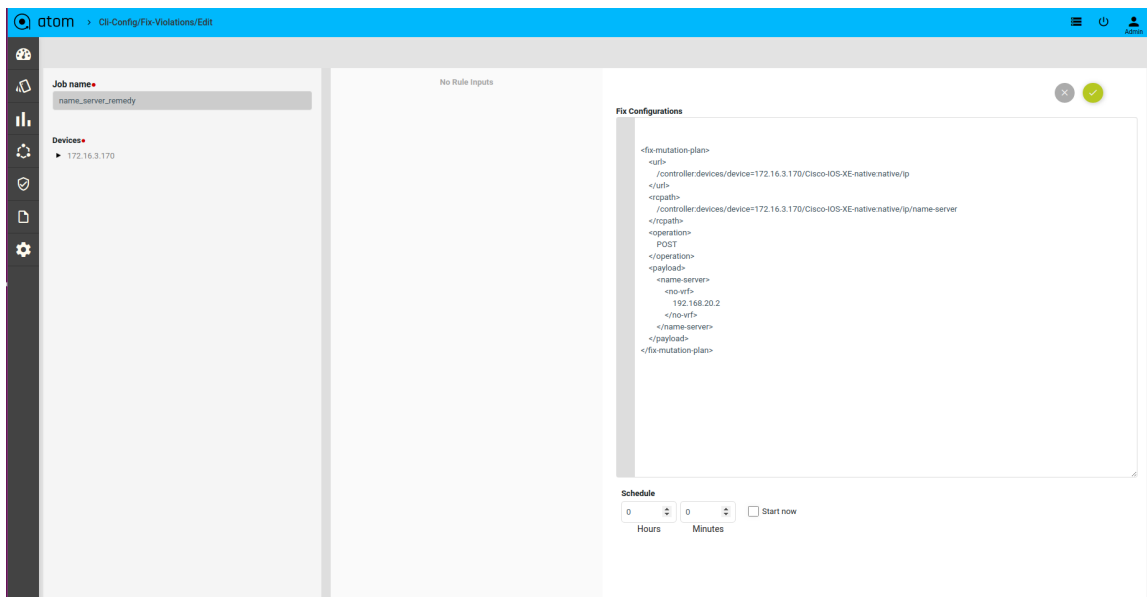 atom > Cli-Config/Fix-Violations/Edit
Admin
Job name
name_server_remedy
Devices
172.16.3.170
No Rule Inputs
Fix Configurations
<fix-mutation-plan>
<url>
/controller:devices/device=172.16.3.170/Cisco-IOS-XE-native:native/ip
</url>
<rcpath>
/controller:devices/device=172.16.3.170/Cisco-IOS-XE-native:native/ip/name-server
</rcpath>
<operation>
POST
</operation>
<payload>
<name-server>
<no-vrf>
192.168.20.2
</no-vrf>
</name-server>
</payload>
</fix-mutation-plan>
Schedule
0 0 Start now
Hours Minutes